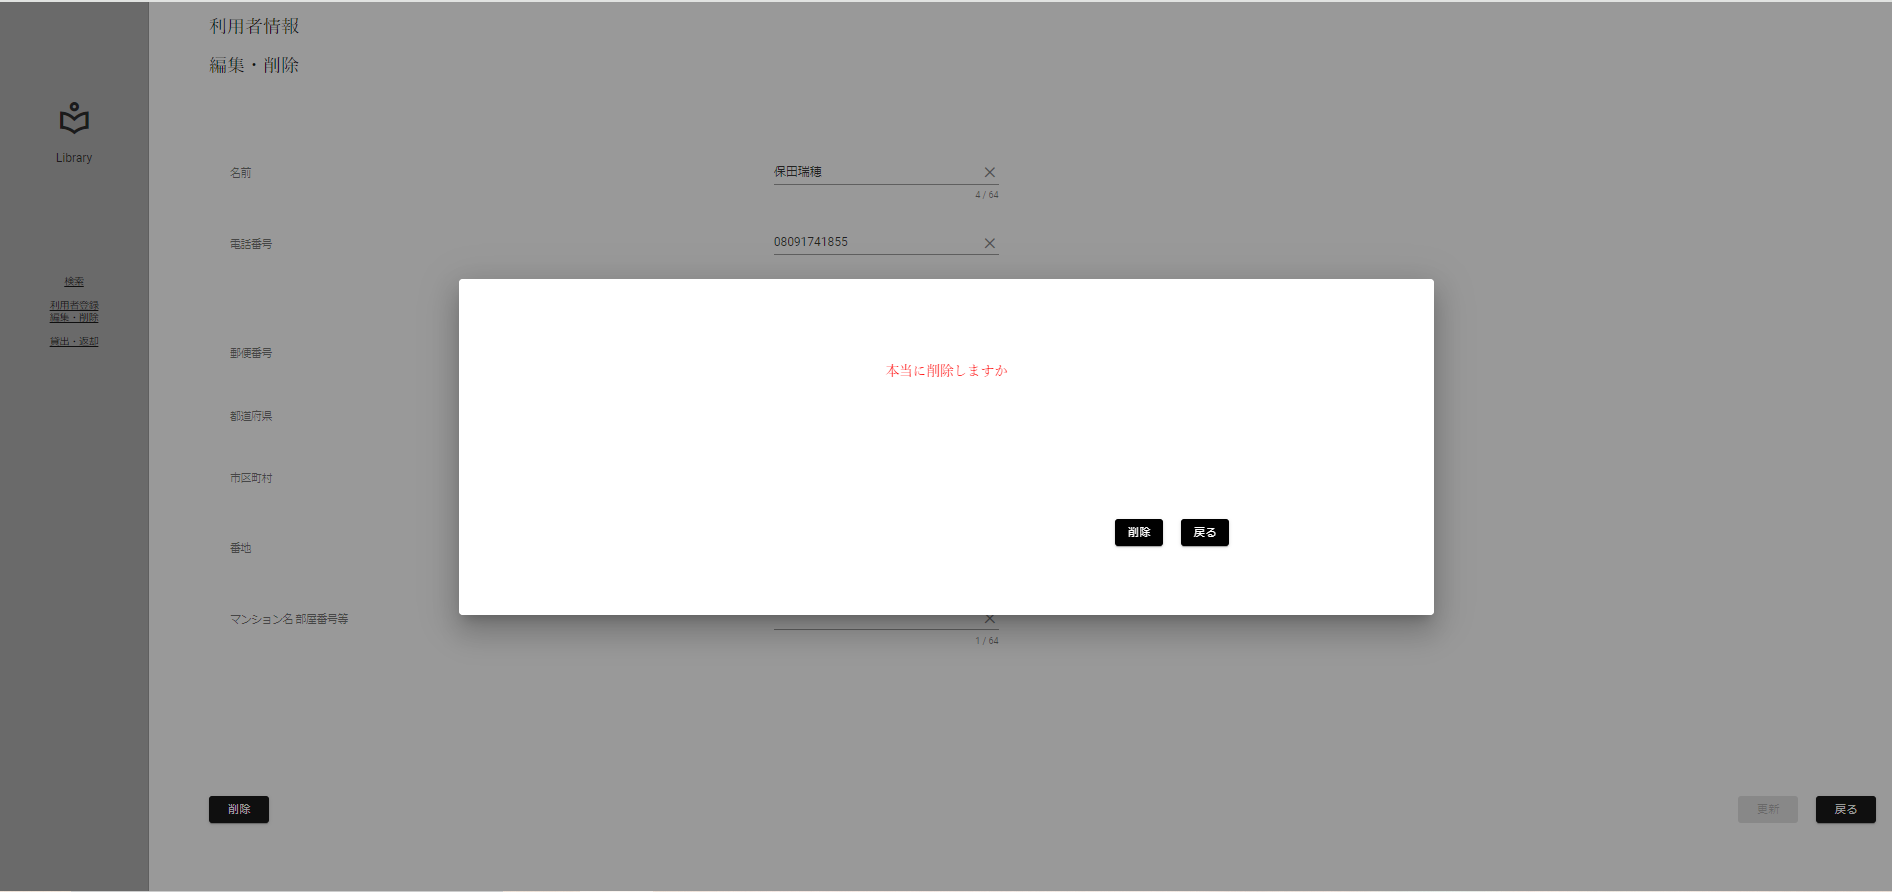 利用者情報
編集・削除
Library
検索
利用者登録
編集・削除
貸出・返却
名前
保田瑞穂
4 / 64
電話番号
08091741855
郵便番号
都道府県
市区町村
番地
マンション名 部屋番号等
1 / 64
本当に削除しますか
削除
戻る
削除
更新
戻る